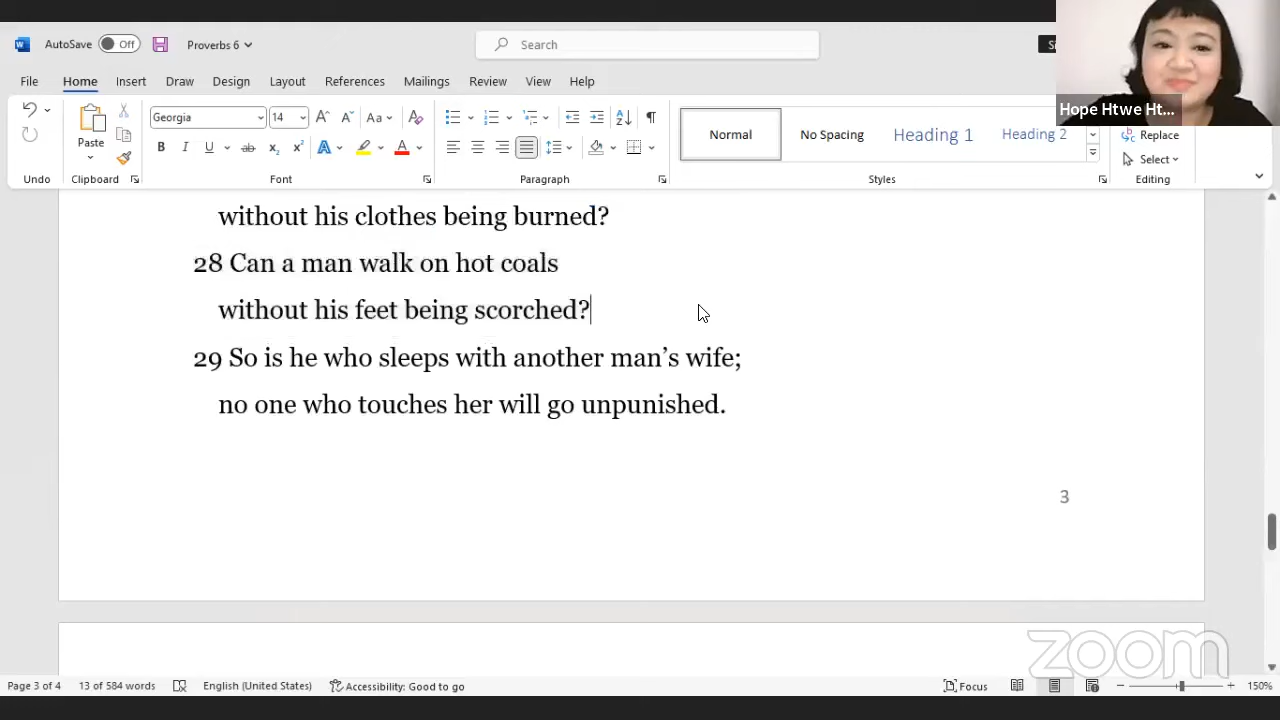 AutoSave Off Proverbs 6 Search
File Home Insert Draw Design Layout References Mailings Review View Help
Hope Htwe Ht...
Paste
Georgia 14 Aa
Normal No Spacing Heading 1 Heading 2
Replace
Select
Undo Clipboard Font Paragraph Styles Editing
without his clothes being burned?
28 Can a man walk on hot coals
without his feet being scorched?
29 So is he who sleeps with another man’s wife;
no one who touches her will go unpunished.
3
zoom
Page 3 of 4 13 of 584 words English (United States) Accessibility: Good to go Focus 150%